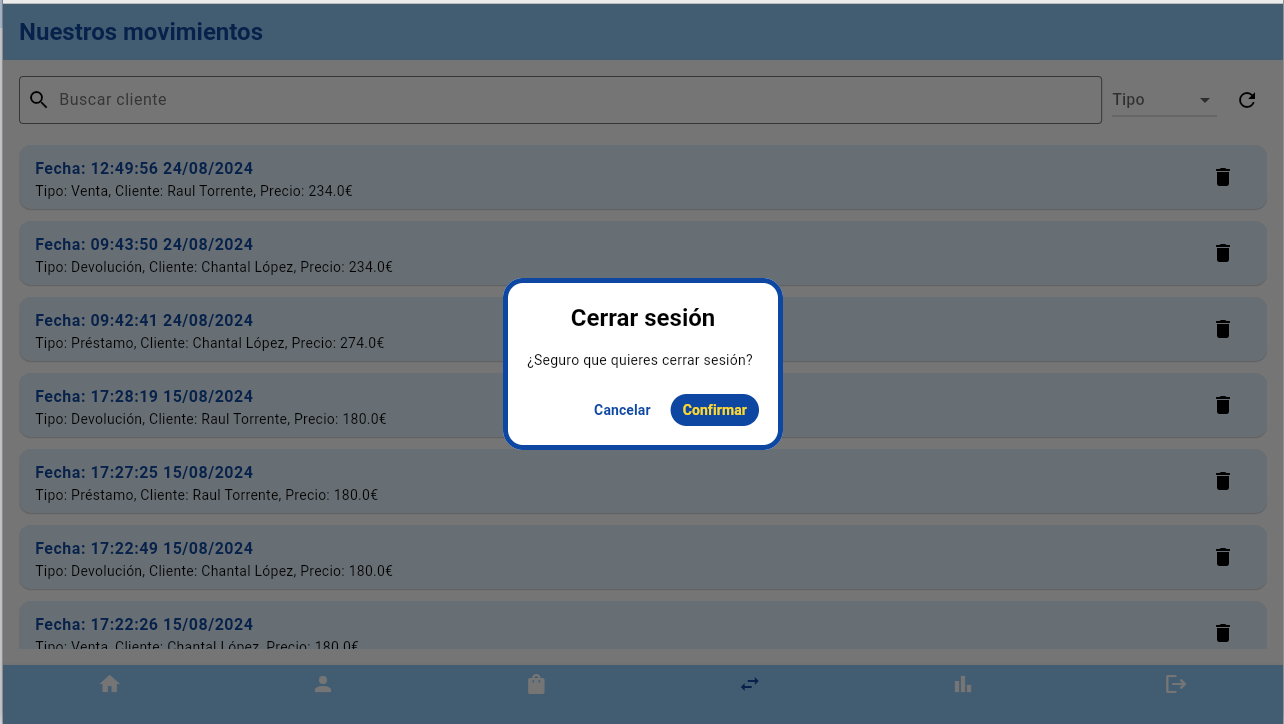 Nuestros movimientos
Buscar cliente
Tipo
Fecha: 12:49:56 24/08/2024
Tipo: Venta, Cliente: Raul Torrente, Precio: 234.0€
Fecha: 09:43:50 24/08/2024
Tipo: Devolución, Cliente: Chantal López, Precio: 234.0€
Fecha: 09:42:41 24/08/2024
Tipo: Préstamo, Cliente: Chantal López, Precio: 274.0€
Fecha: 17:28:19 15/08/2024
Tipo: Devolución, Cliente: Raul Torrente, Precio: 180.0€
Fecha: 17:27:25 15/08/2024
Tipo: Préstamo, Cliente: Raul Torrente, Precio: 180.0€
Fecha: 17:22:49 15/08/2024
Tipo: Devolución, Cliente: Chantal López, Precio: 180.0€
Fecha: 17:22:26 15/08/2024
Tipo: Venta, Cliente: Chantal López, Precio: 180.0€
Cerrar sesión
¿Seguro que quieres cerrar sesión?
Cancelar
Confirmar